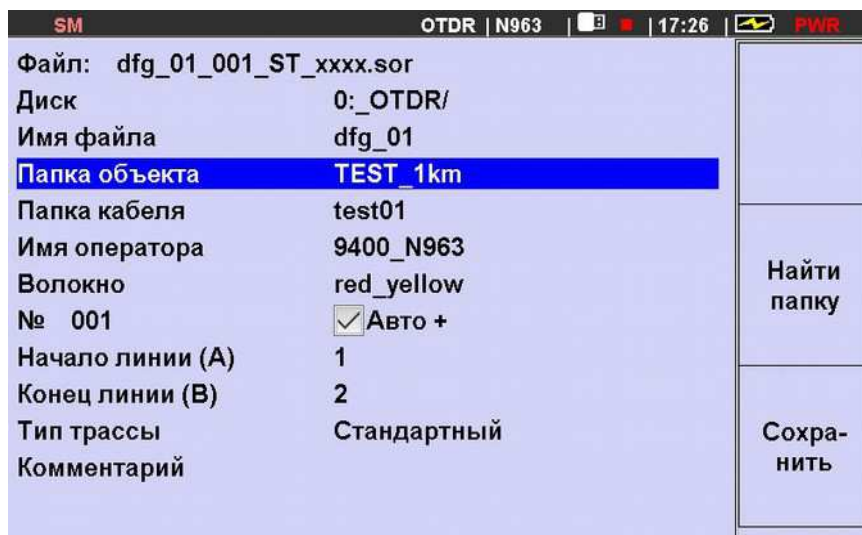 SM OTDR | N963 | | 17:26 | PWR
Файл: dfg_01_001_ST_xxxx.sor
Диск 0:_OTDR/
Имя файла dfg_01
Папка объекта TEST_1km
Папка кабеля test01
Имя оператора 9400_N963
Волокно red_yellow
№ 001 Авто +
Начало линии (A) 1
Конец линии (B) 2
Тип трассы Стандартный
Комментарий
Найти
папку
Сохра-
нить